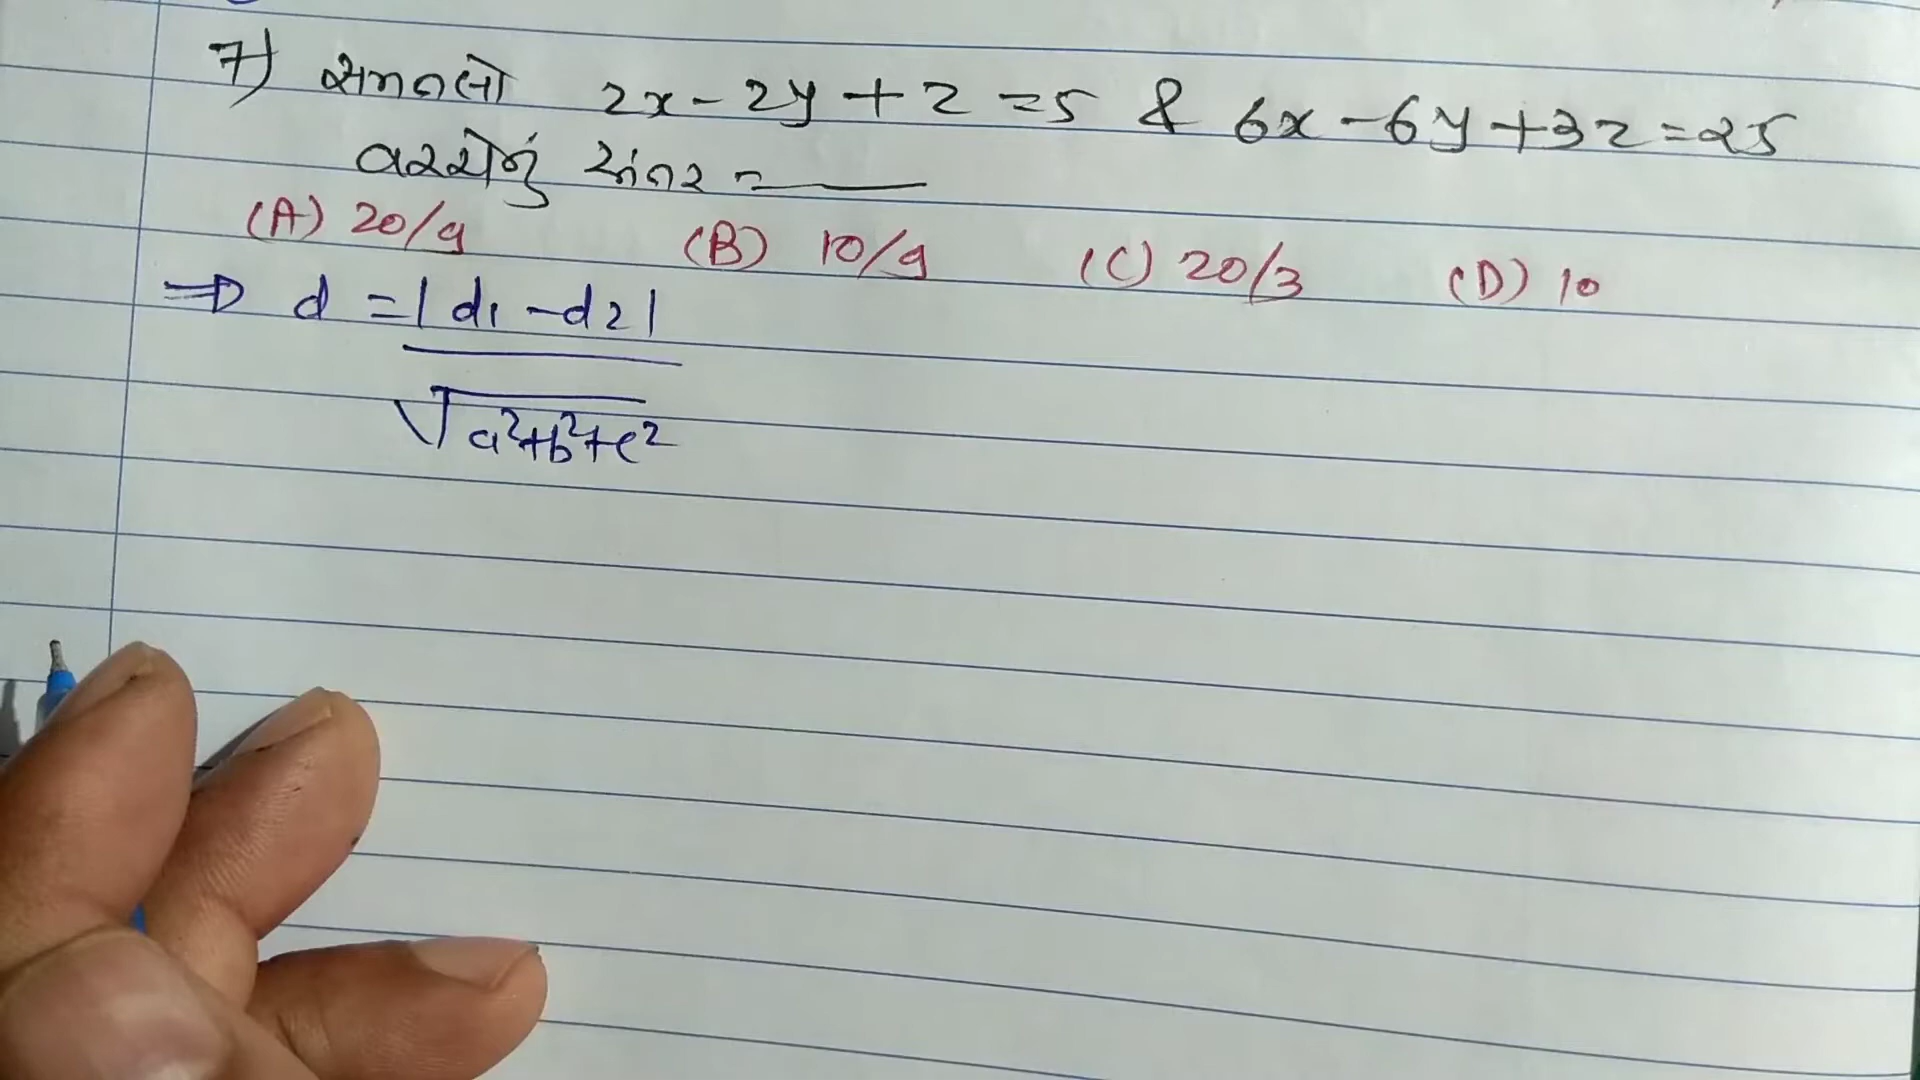 7) સમતલો 2x - 2y + z = 5 & 6x - 6y + 3z = 25
વચ્ચેનું અંતર = ____
(A) 20/9 (B) 10/9 (C) 20/3 (D) 10
⇒ d = |d1 - d2|
√a²+b²+c²